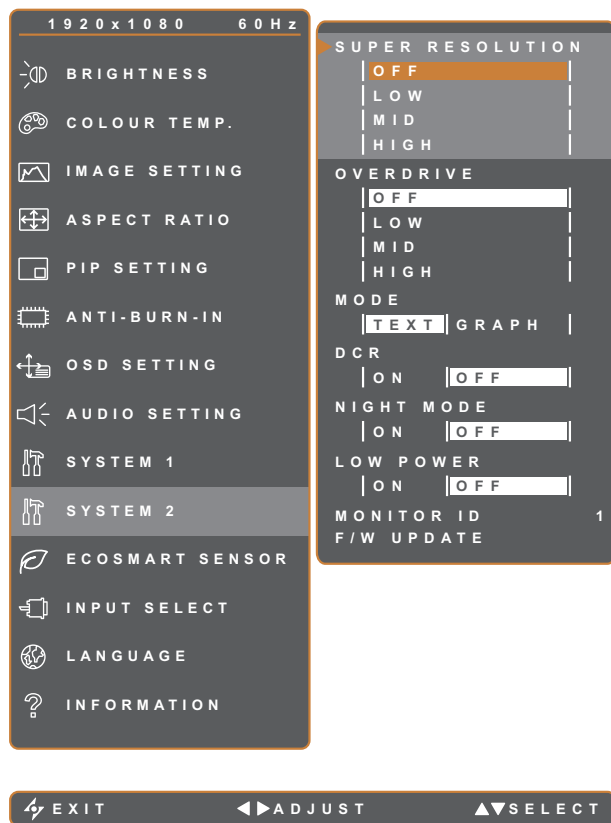 1920x1080 60Hz
BRIGHTNESS
COLOUR TEMP.
IMAGE SETTING
ASPECT RATIO
PIP SETTING
ANTI-BURN-IN
OSD SETTING
AUDIO SETTING
SYSTEM 1
SYSTEM 2
ECOSMART SENSOR
INPUT SELECT
LANGUAGE
INFORMATION
SUPER RESOLUTION
OFF
LOW
MID
HIGH
OVERDRIVE
OFF
LOW
MID
HIGH
MODE
TEXT GRAPH
DCR
ON OFF
NIGHT MODE
ON OFF
LOW POWER
ON OFF
MONITOR ID 1
F/W UPDATE
EXIT ADJUST SELECT